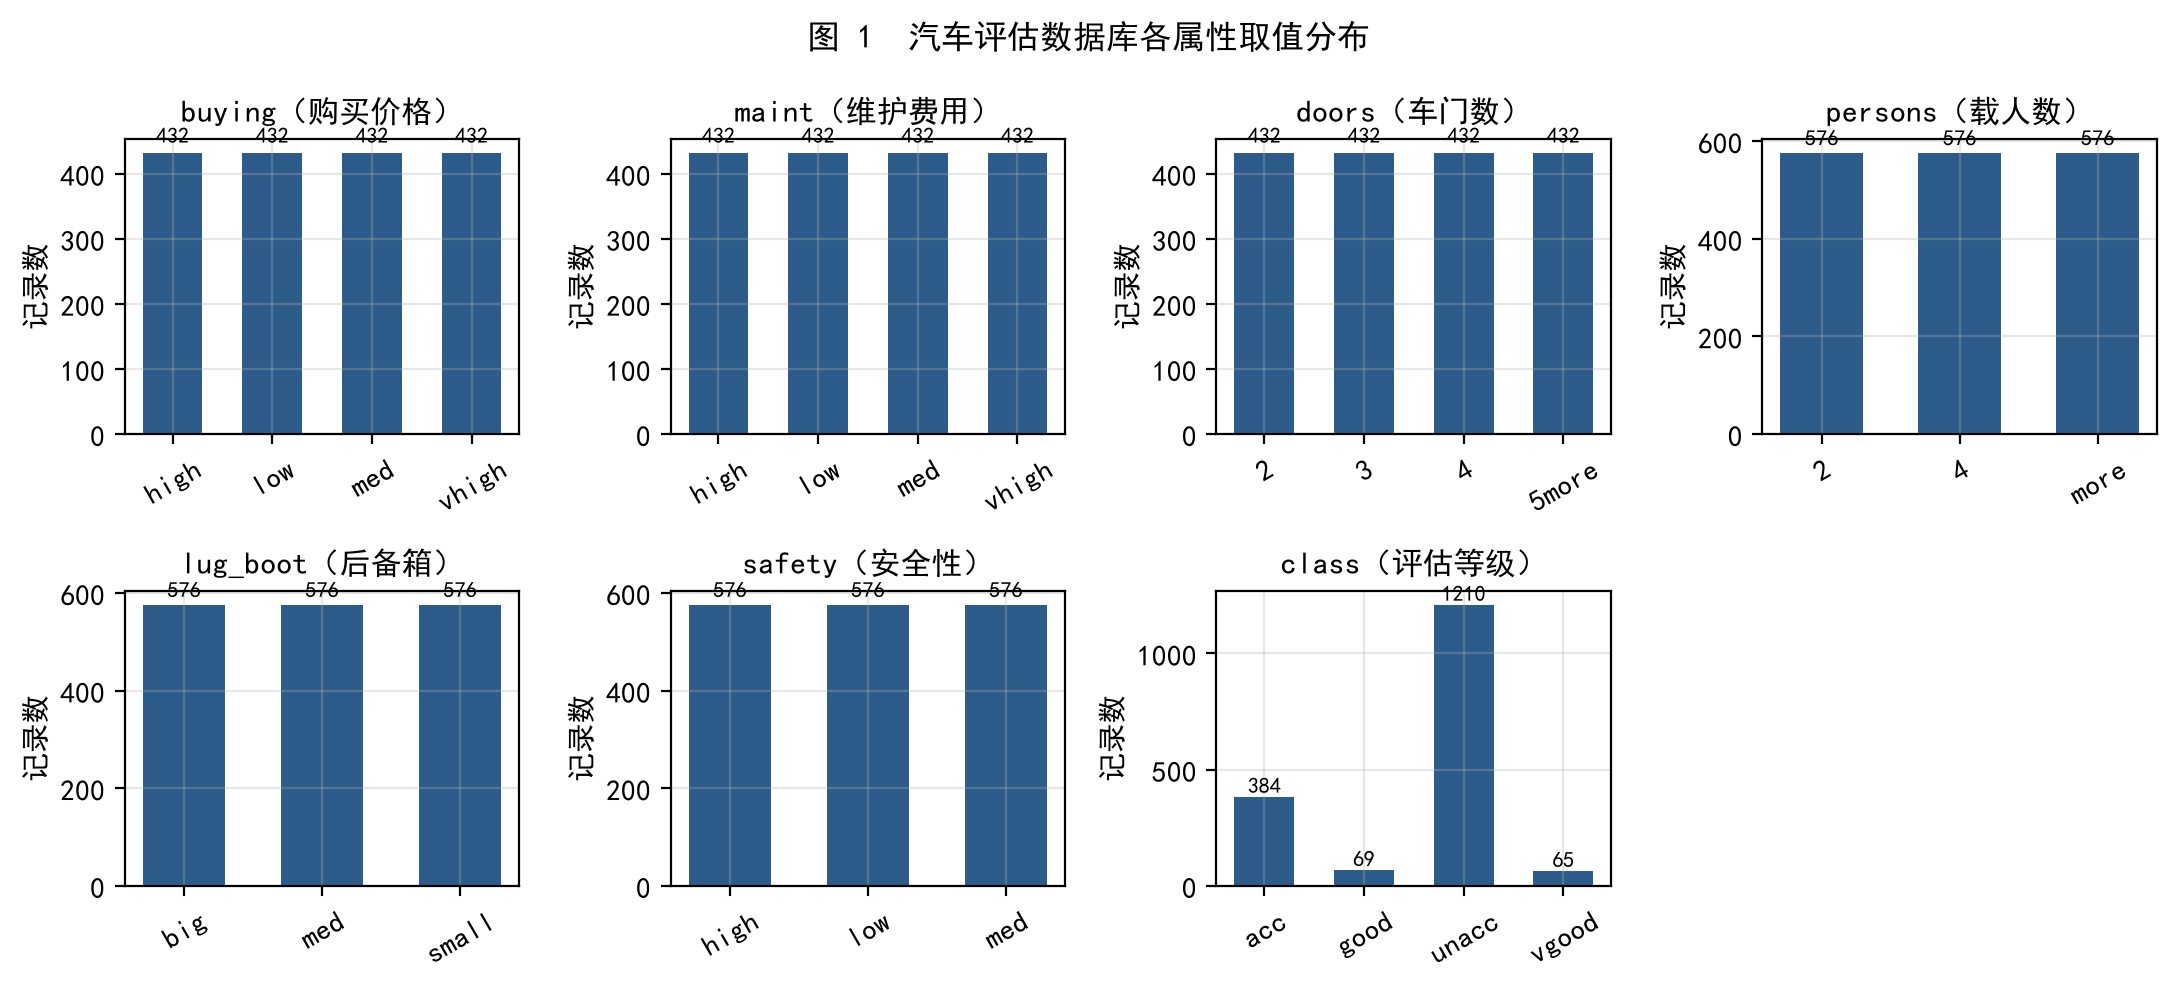 图 1  汽车评估数据库各属性取值分布
buying（购买价格）
432 432 432 432
400
300
200
100
0
记录数
high low med vhigh
maint（维护费用）
432 432 432 432
400
300
200
100
0
记录数
high low med vhigh
doors（车门数）
432 432 432 432
400
300
200
100
0
记录数
2 3 4 5more
persons（载人数）
576 576 576
600
400
200
0
记录数
2 4 more
lug_boot（后备箱）
576 576 576
600
400
200
0
记录数
big med small
safety（安全性）
576 576 576
600
400
200
0
记录数
high low med
class（评估等级）
384 69 1210 65
1000
500
0
记录数
acc good unacc vgood